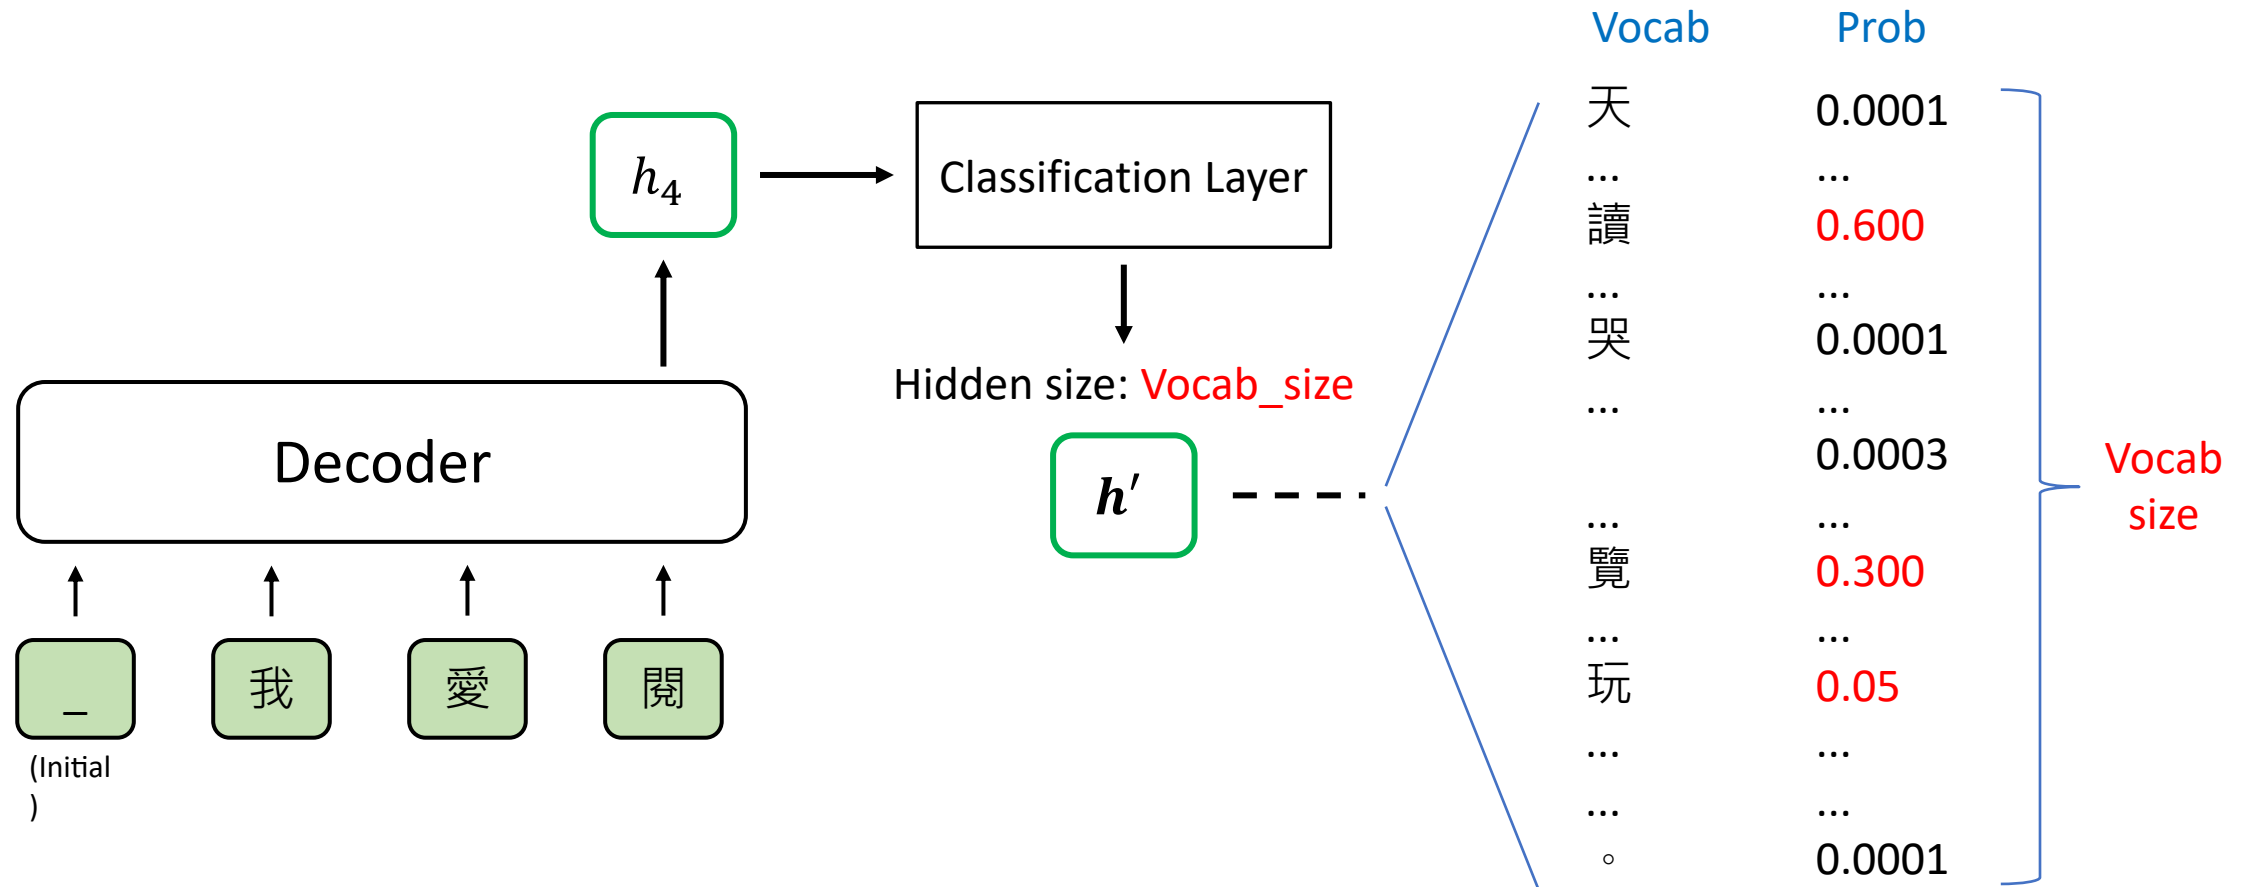 Vocab Prob
天 0.0001
... ...
讀 0.600
... ...
哭 0.0001
... ...
0.0003
... ...
覽 0.300
... ...
玩 0.05
... ...
... ...
。 0.0001
Vocab
size
h₄
Classification Layer
Hidden size: Vocab_size
h′
Decoder
_ 我 愛 閱
(Initial
)